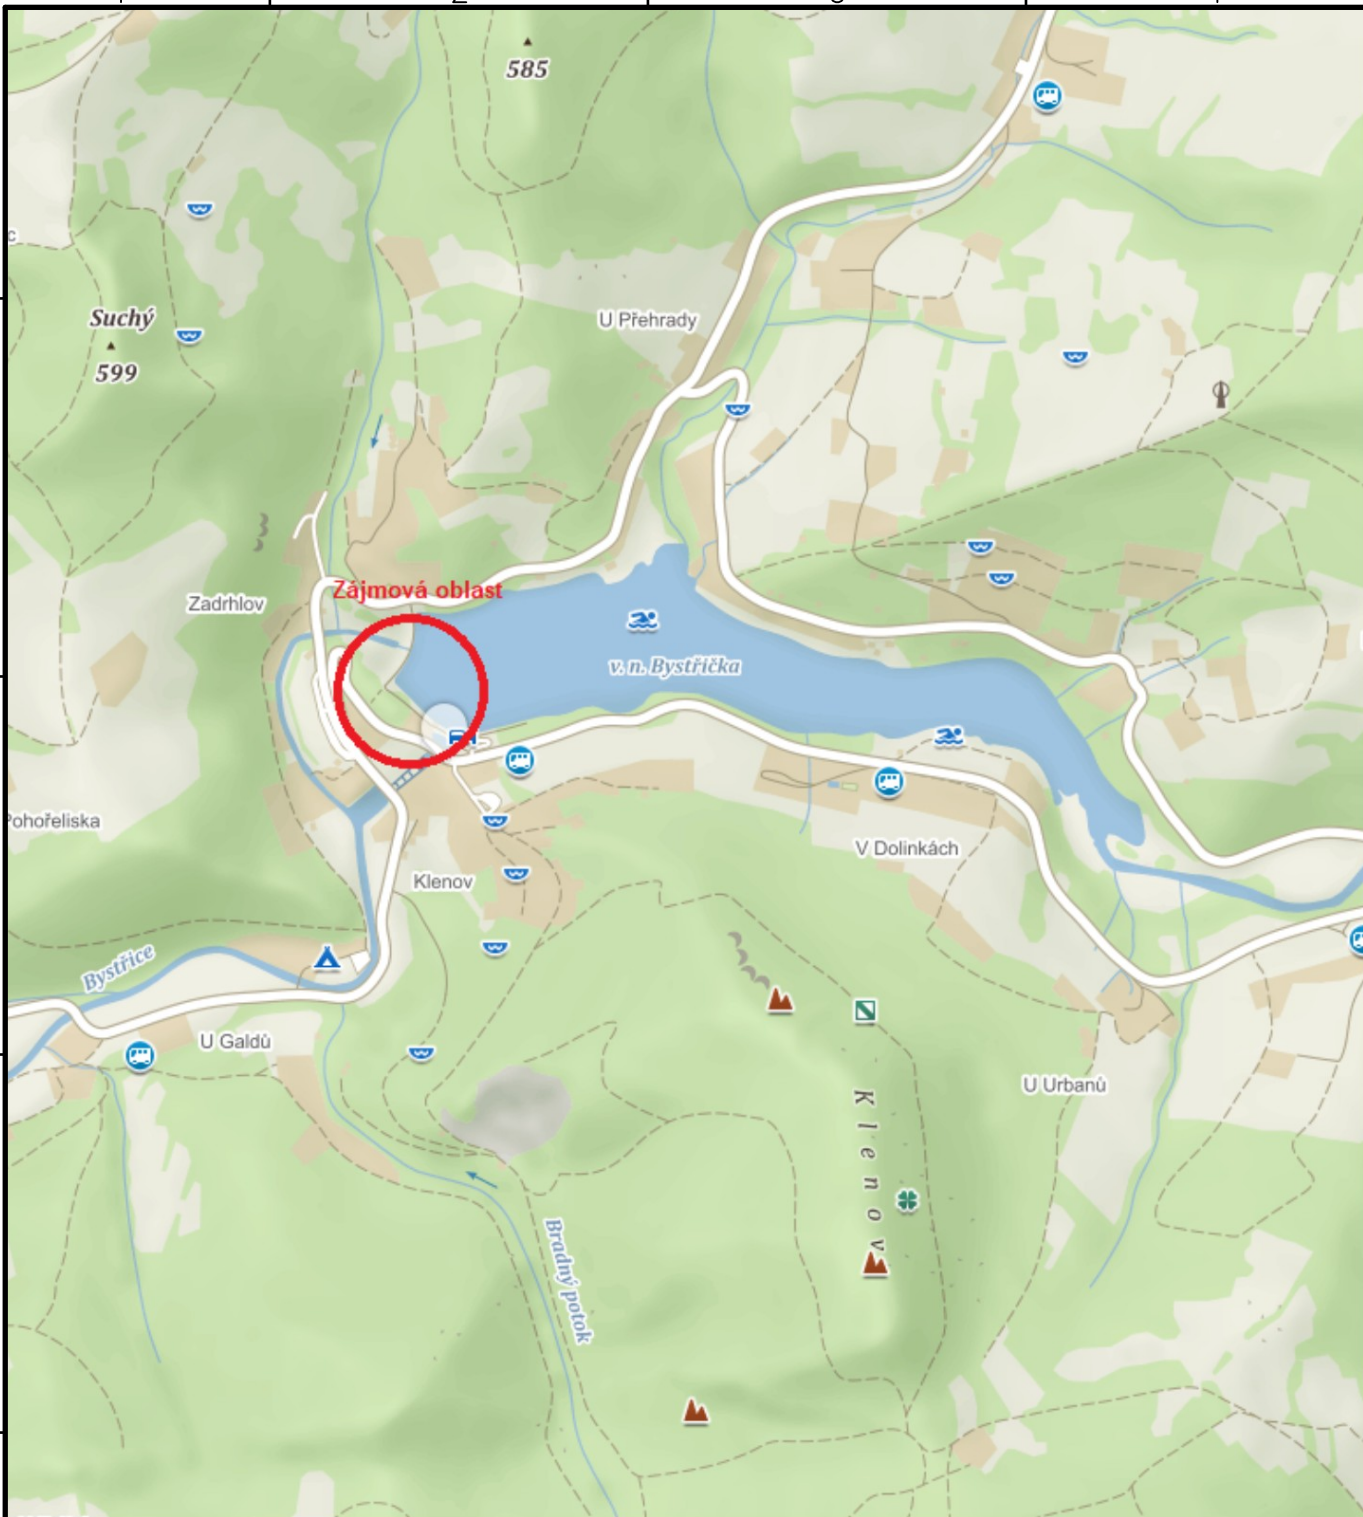 585
c
Suchý
599
U Přehrady
Zájmová oblast
Zadrhlov
v. n. Bystřička
Pohořeliska
V Dolinkách
Klenov
Bystřice
U Galdů
U Urbanů
Klenov
Bradný potok